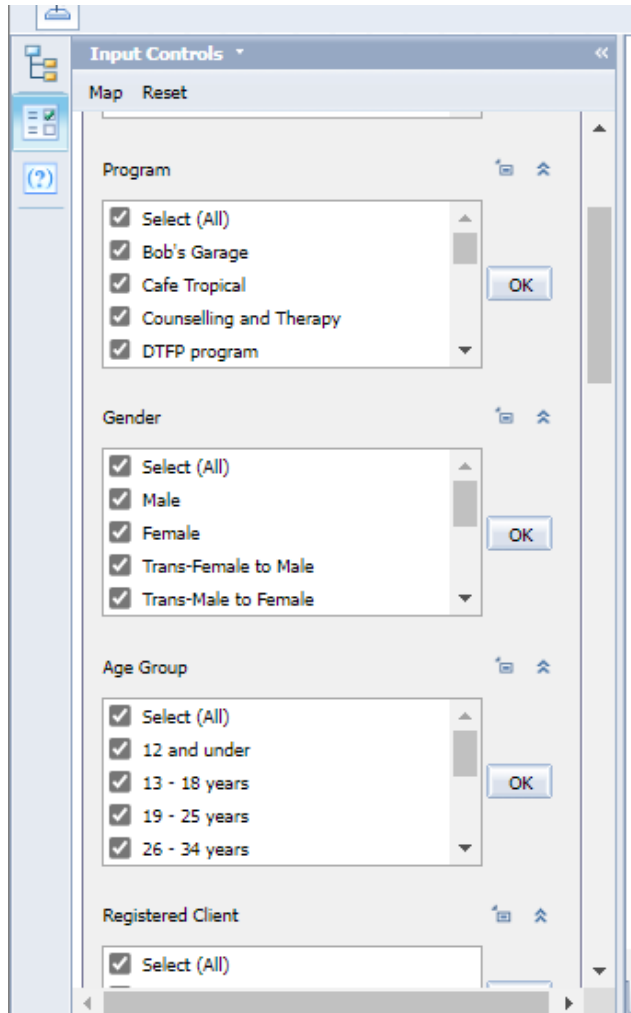 Input Controls
Map Reset
(?)
Program
Select (All)
Bob's Garage
Cafe Tropical
Counselling and Therapy
DTFP program
OK
Gender
Select (All)
Male
Female
Trans-Female to Male
Trans-Male to Female
OK
Age Group
Select (All)
12 and under
13 - 18 years
19 - 25 years
26 - 34 years
OK
Registered Client
Select (All)